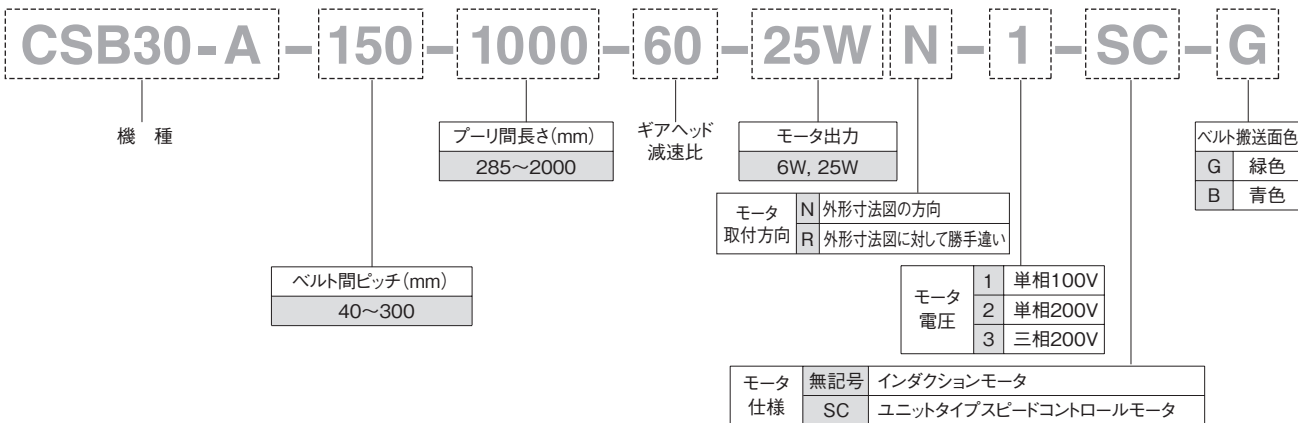 CSB30-A-150-1000-60-25WN-1-SC-G
機 種
プーリ間長さ(mm)
285~2000
ギアヘッド
減速比
モータ出力
6W, 25W
ベルト搬送面色
G 緑色
B 青色
モータ
取付方向
N 外形寸法図の方向
R 外形寸法図に対して勝手違い
ベルト間ピッチ(mm)
40~300
モータ
電圧
1 単相100V
2 単相200V
3 三相200V
モータ
仕様
無記号 インダクションモータ
SC ユニットタイプスピードコントロールモータ